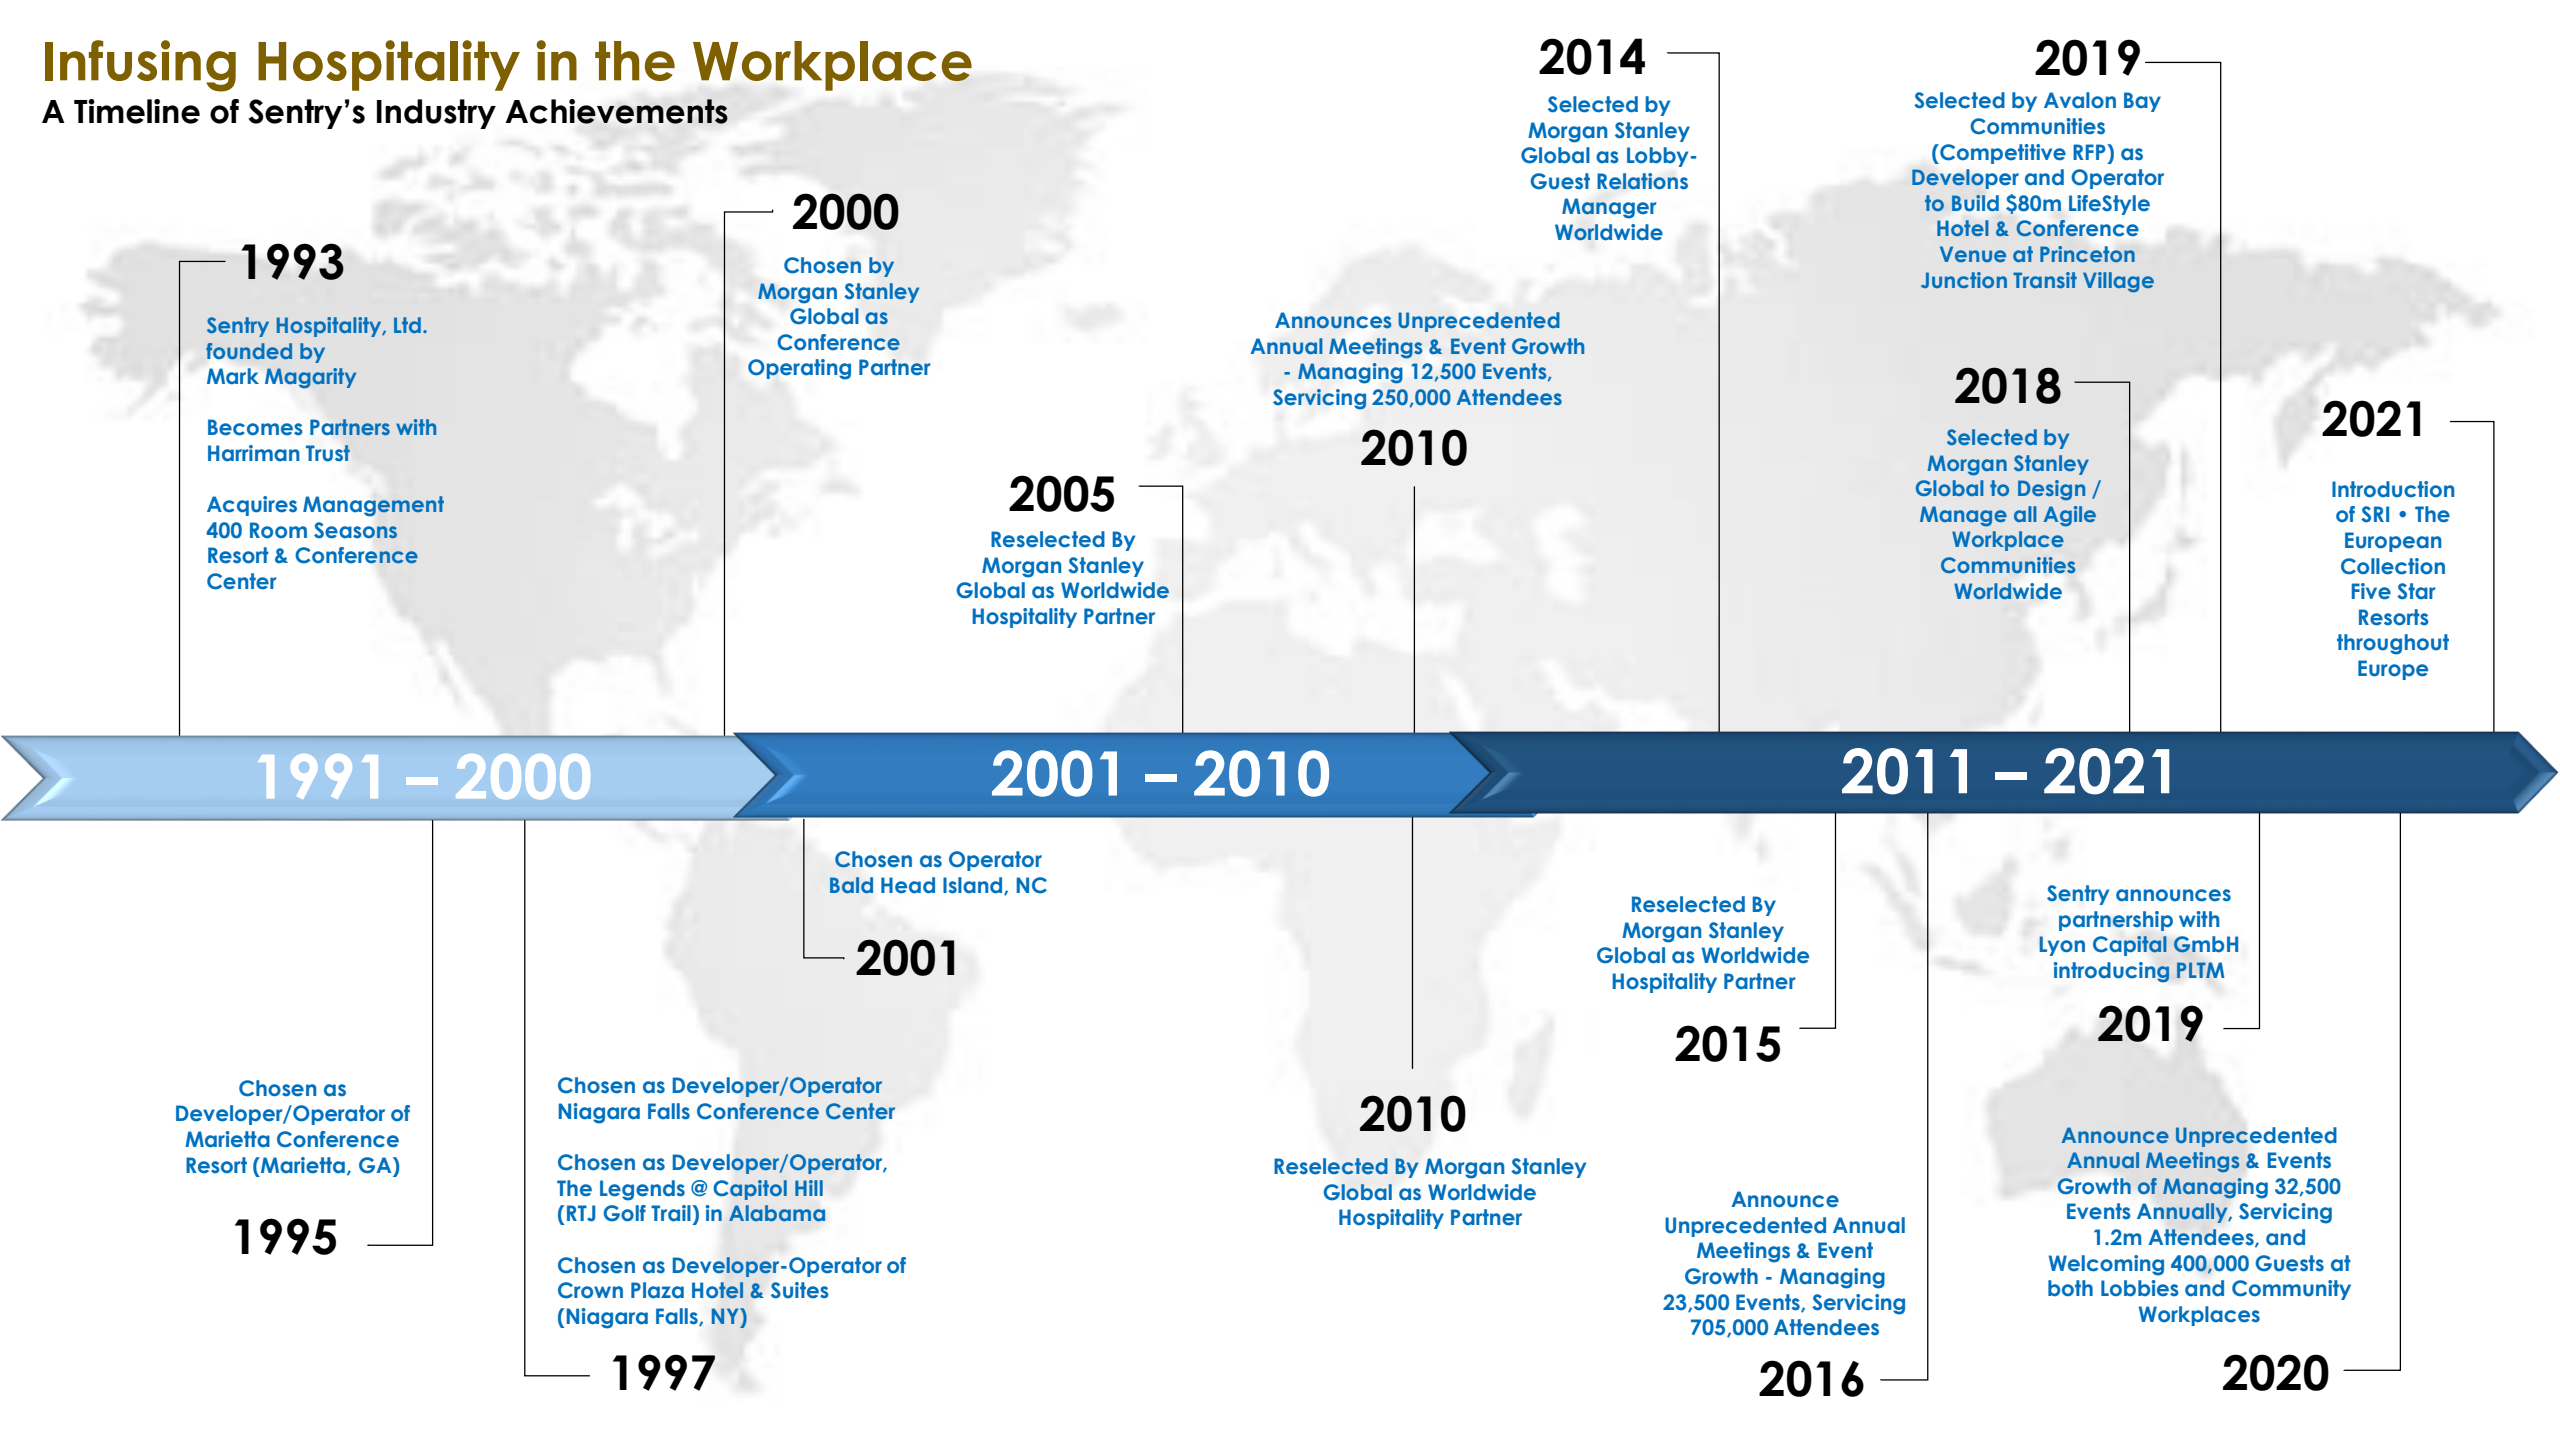 Infusing Hospitality in the Workplace
A Timeline of Sentry's Industry Achievements
1993
Sentry Hospitality, Ltd.
founded by
Mark Magarity
Becomes Partners with
Harriman Trust
Acquires Management
400 Room Seasons
Resort & Conference
Center
2000
Chosen by
Morgan Stanley
Global as
Conference
Operating Partner
2005
Reselected By
Morgan Stanley
Global as Worldwide
Hospitality Partner
Announces Unprecedented
Annual Meetings & Event Growth
- Managing 12,500 Events,
Servicing 250,000 Attendees
2010
2014
Selected by
Morgan Stanley
Global as Lobby-
Guest Relations
Manager
Worldwide
2019
Selected by Avalon Bay
Communities
(Competitive RFP) as
Developer and Operator
to Build $80m LifeStyle
Hotel & Conference
Venue at Princeton
Junction Transit Village
2018
Selected by
Morgan Stanley
Global to Design /
Manage all Agile
Workplace
Communities
Worldwide
2021
Introduction
of SRI • The
European
Collection
Five Star
Resorts
throughout
Europe
1991 – 2000
2001 – 2010
2011 – 2021
Chosen as
Developer/Operator of
Marietta Conference
Resort (Marietta, GA)
1995
Chosen as Developer/Operator
Niagara Falls Conference Center
Chosen as Developer/Operator,
The Legends @ Capitol Hill
(RTJ Golf Trail) in Alabama
Chosen as Developer-Operator of
Crown Plaza Hotel & Suites
(Niagara Falls, NY)
1997
Chosen as Operator
Bald Head Island, NC
2001
2010
Reselected By Morgan Stanley
Global as Worldwide
Hospitality Partner
Reselected By
Morgan Stanley
Global as Worldwide
Hospitality Partner
2015
Announce
Unprecedented Annual
Meetings & Event
Growth - Managing
23,500 Events, Servicing
705,000 Attendees
2016
Sentry announces
partnership with
Lyon Capital GmbH
introducing PLTM
2019
Announce Unprecedented
Annual Meetings & Events
Growth of Managing 32,500
Events Annually, Servicing
1.2m Attendees, and
Welcoming 400,000 Guests at
both Lobbies and Community
Workplaces
2020